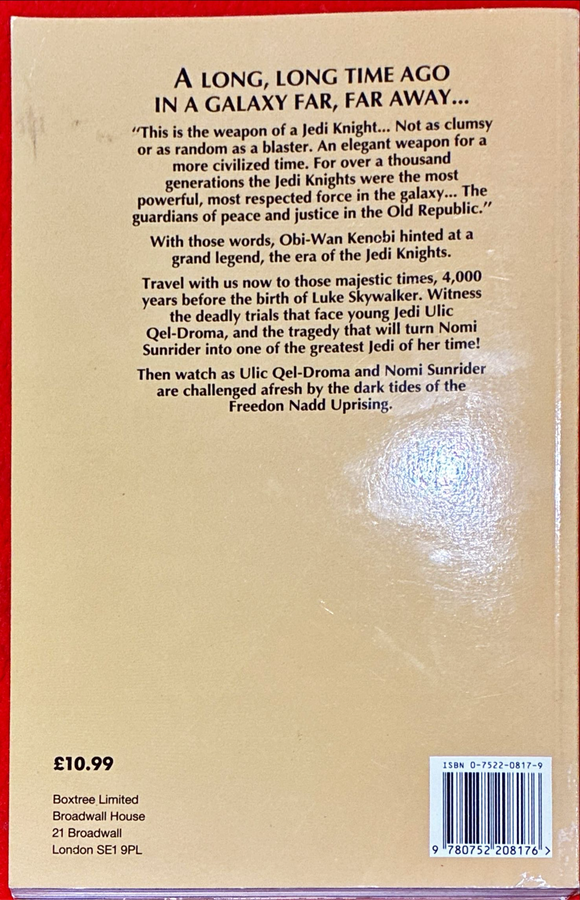 A LONG, LONG TIME AGO
IN A GALAXY FAR, FAR AWAY...
"This is the weapon of a Jedi Knight... Not as clumsy
or as random as a blaster. An elegant weapon for a
more civilized time. For over a thousand
generations the Jedi Knights were the most
powerful, most respected force in the galaxy... The
guardians of peace and justice in the Old Republic."
With those words, Obi-Wan Kenobi hinted at a
grand legend, the era of the Jedi Knights.
Travel with us now to those majestic times, 4,000
years before the birth of Luke Skywalker. Witness
the deadly trials that face young Jedi Ulic
Qel-Droma, and the tragedy that will turn Nomi
Sunrider into one of the greatest Jedi of her time!
Then watch as Ulic Qel-Droma and Nomi Sunrider
are challenged afresh by the dark tides of the
Freedon Nadd Uprising.
£10.99
Boxtree Limited
Broadwall House
21 Broadwall
London SE1 9PL
ISBN 0-7522-0817-9
9 780752 208176 >